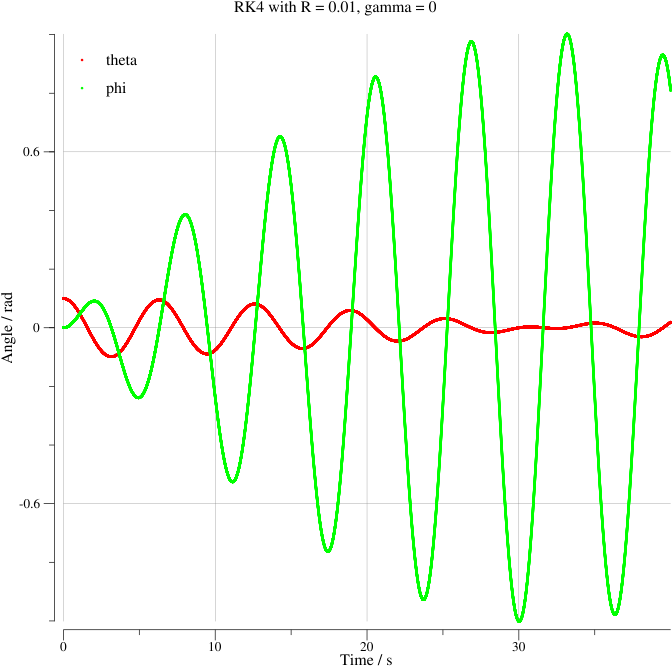 RK4 with R = 0.01, gamma = 0
theta
phi
0.6
0
-0.6
Angle / rad
0 10 20 30
Time / s